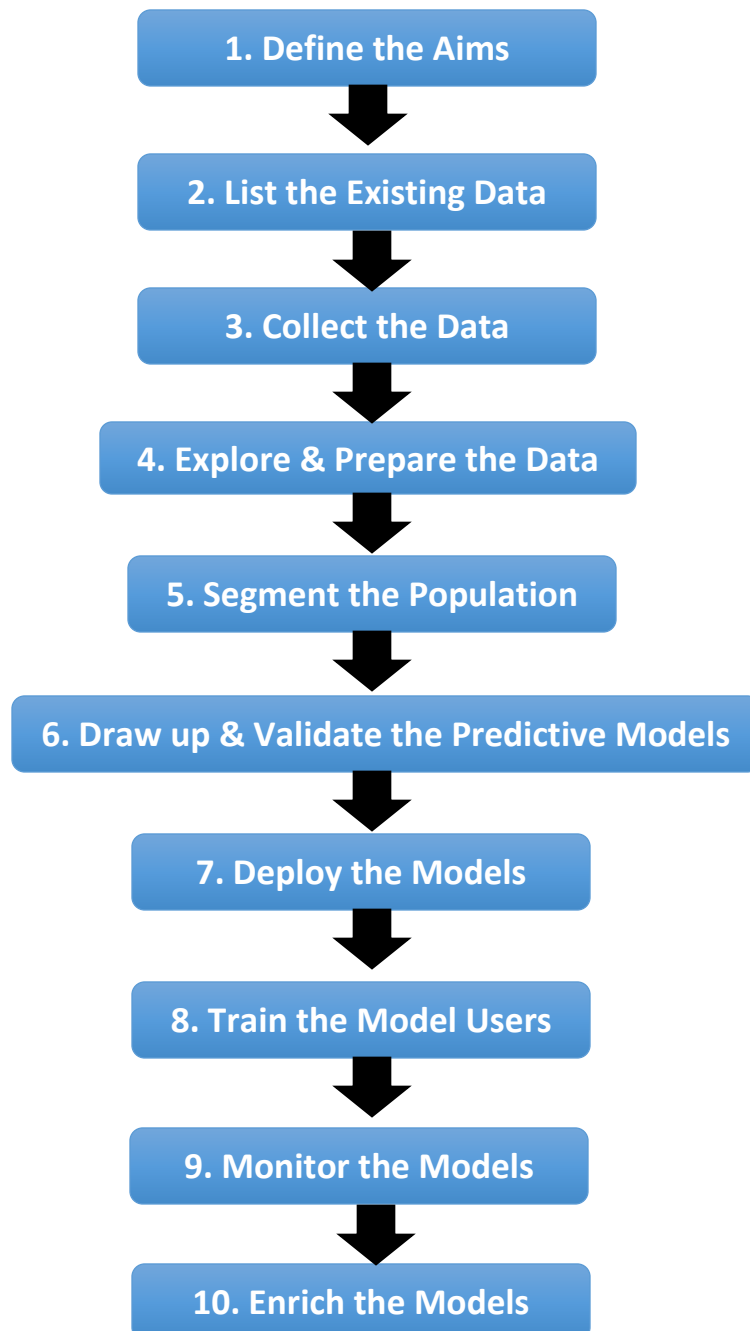 1. Define the Aims
2. List the Existing Data
3. Collect the Data
4. Explore & Prepare the Data
5. Segment the Population
6. Draw up & Validate the Predictive Models
7. Deploy the Models
8. Train the Model Users
9. Monitor the Models
10. Enrich the Models